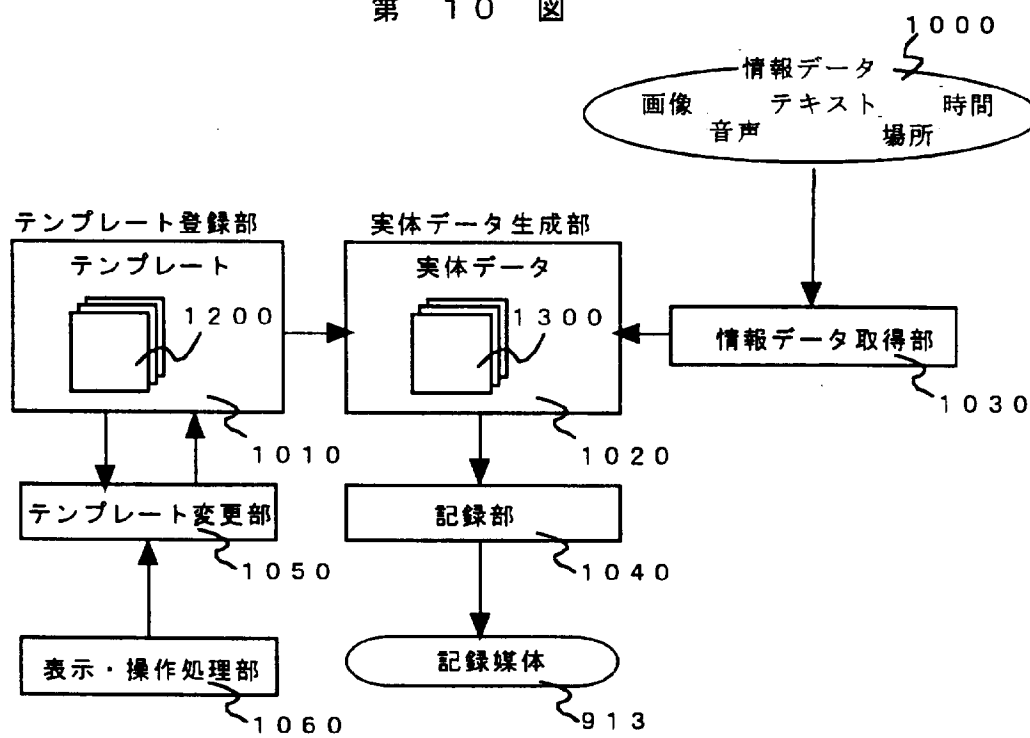 第 10 図
1000
情報データ
画像 テキスト 時間
音声 場所
テンプレート登録部 実体データ生成部
テンプレート 実体データ
1200 1300
情報データ取得部
1030
1010 1020
テンプレート変更部 記録部
1050 1040
表示・操作処理部 記録媒体
1060 913